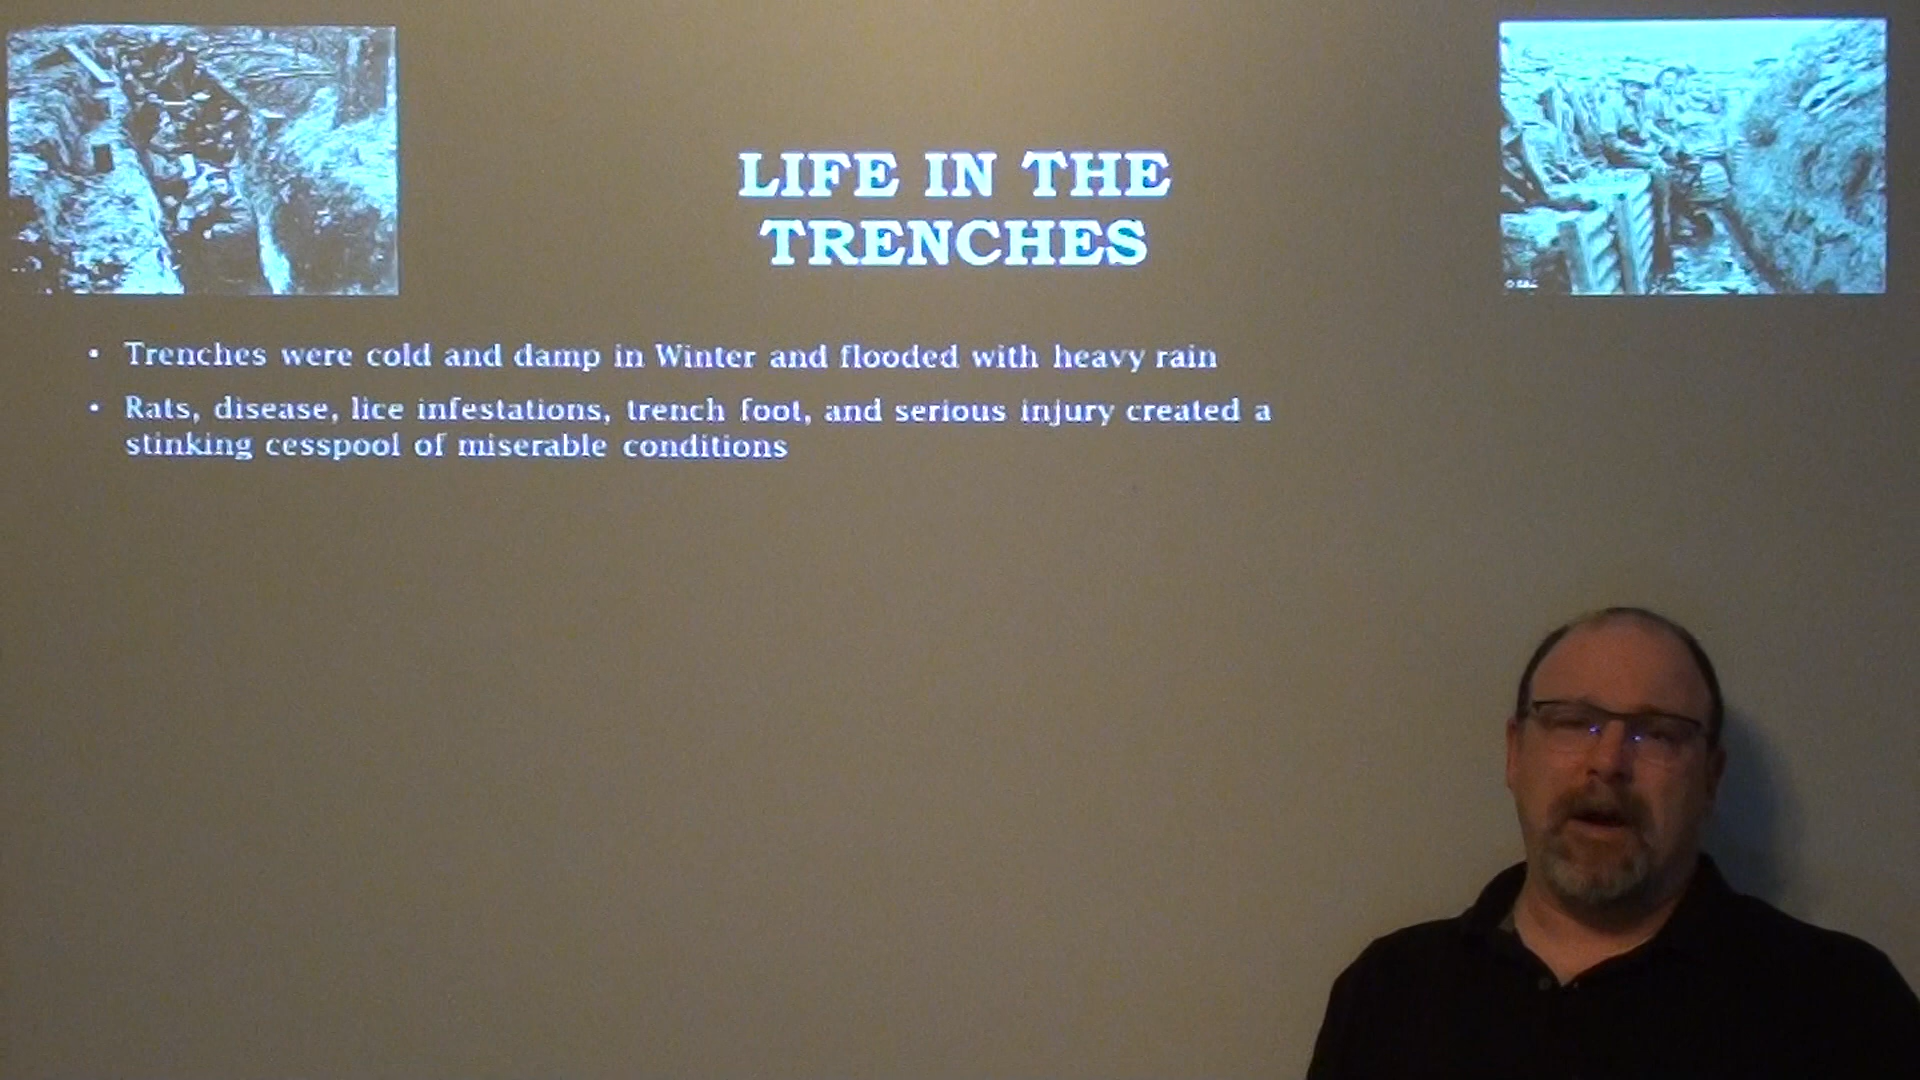 LIFE IN THE
TRENCHES
• Trenches were cold and damp in Winter and flooded with heavy rain
• Rats, disease, lice infestations, trench foot, and serious injury created a
stinking cesspool of miserable conditions